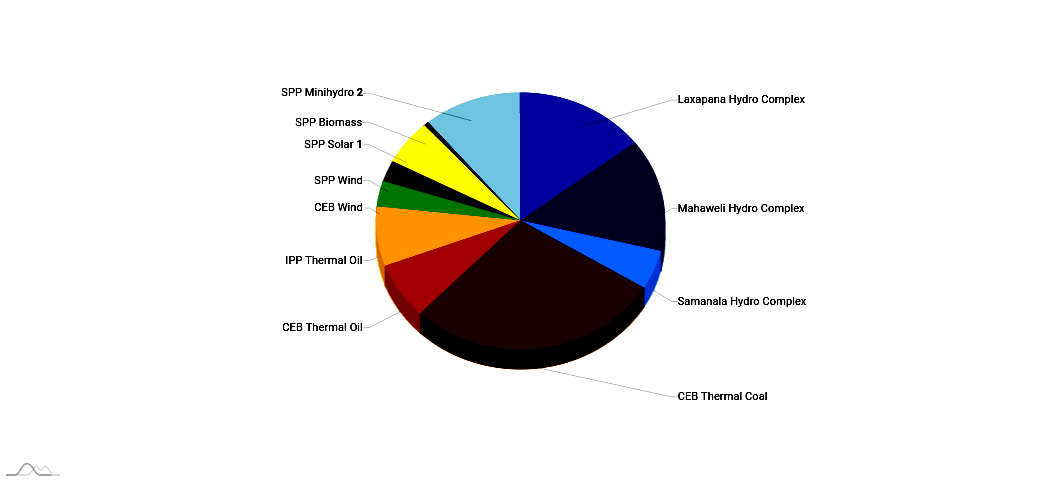 SPP Minihydro 2
Laxapana Hydro Complex
SPP Biomass
SPP Solar 1
SPP Wind
CEB Wind
Mahaweli Hydro Complex
IPP Thermal Oil
Samanala Hydro Complex
CEB Thermal Oil
CEB Thermal Coal